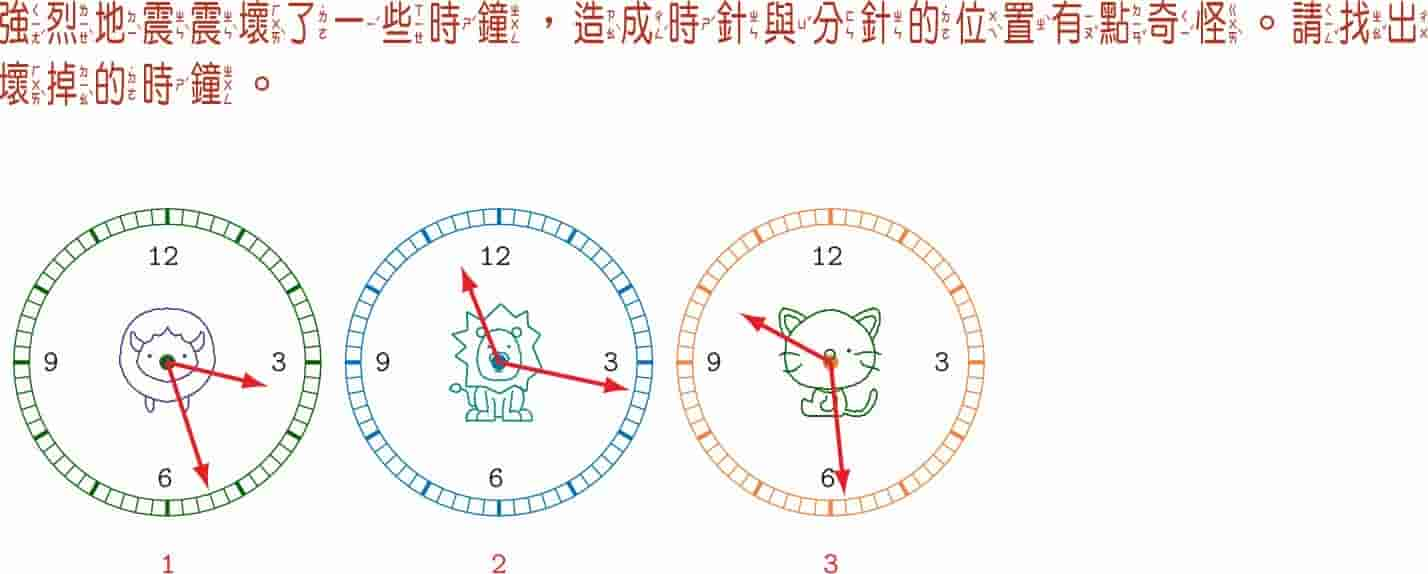 強烈地震震壞了一些時鐘，造成時針與分針的位置有點奇怪。請找出
壞掉的時鐘。
12 12 12
9 3 9 3 9 3
6 6 6
1 2 3